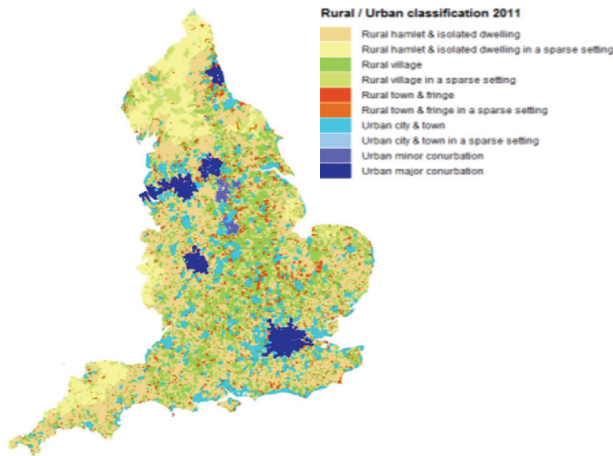 Rural / Urban classification 2011
Rural hamlet & isolated dwelling
Rural hamlet & isolated dwelling in a sparse setting
Rural village
Rural village in a sparse setting
Rural town & fringe
Rural town & fringe in a sparse setting
Urban city & town
Urban city & town in a sparse setting
Urban minor conurbation
Urban major conurbation